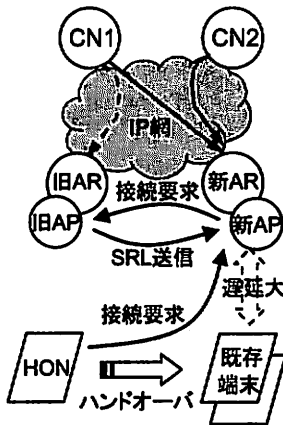 CN1
CN2
IP網
旧AR
接続要求
新AR
旧AP
新AP
SRL送信
遅延大
接続要求
HON
既存
端末
ハンドオーバ